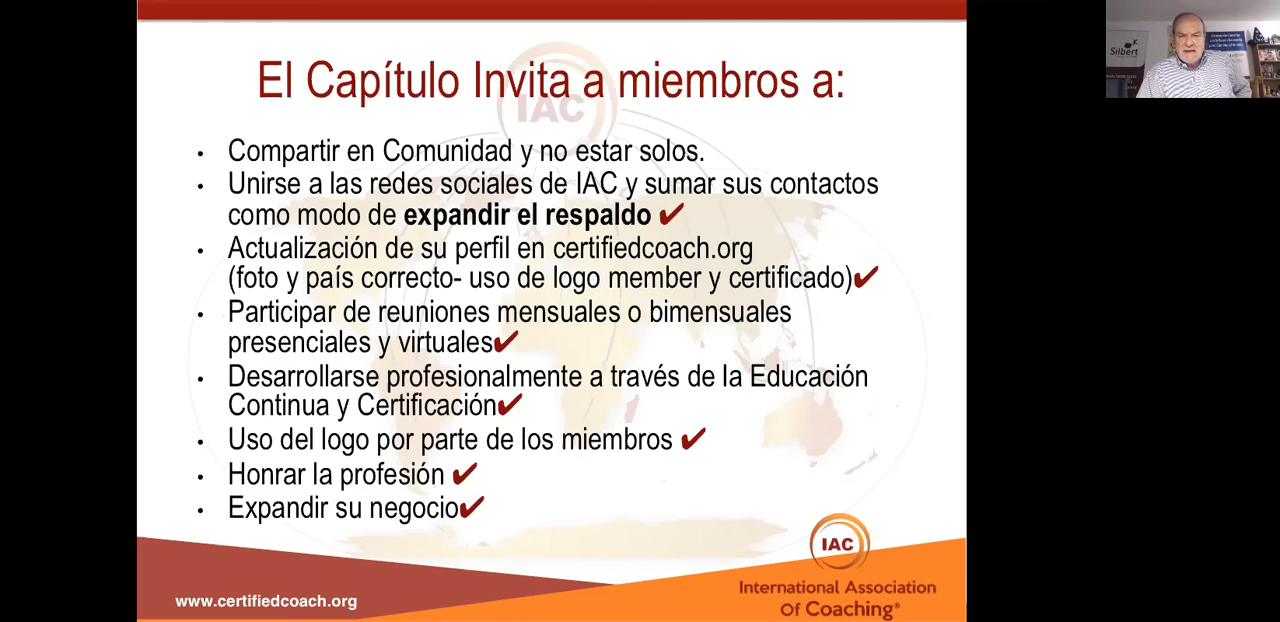 El Capítulo Invita a miembros a:
IAC
• Compartir en Comunidad y no estar solos.
• Unirse a las redes sociales de IAC y sumar sus contactos
como modo de expandir el respaldo ✔
• Actualización de su perfil en certifiedcoach.org
(foto y país correcto- uso de logo member y certificado)✔
• Participar de reuniones mensuales o bimensuales
presenciales y virtuales✔
• Desarrollarse profesionalmente a través de la Educación
Continua y Certificación✔
• Uso del logo por parte de los miembros ✔
• Honrar la profesión ✔
• Expandir su negocio✔
IAC
International Association
Of Coaching®
www.certifiedcoach.org
Silbert